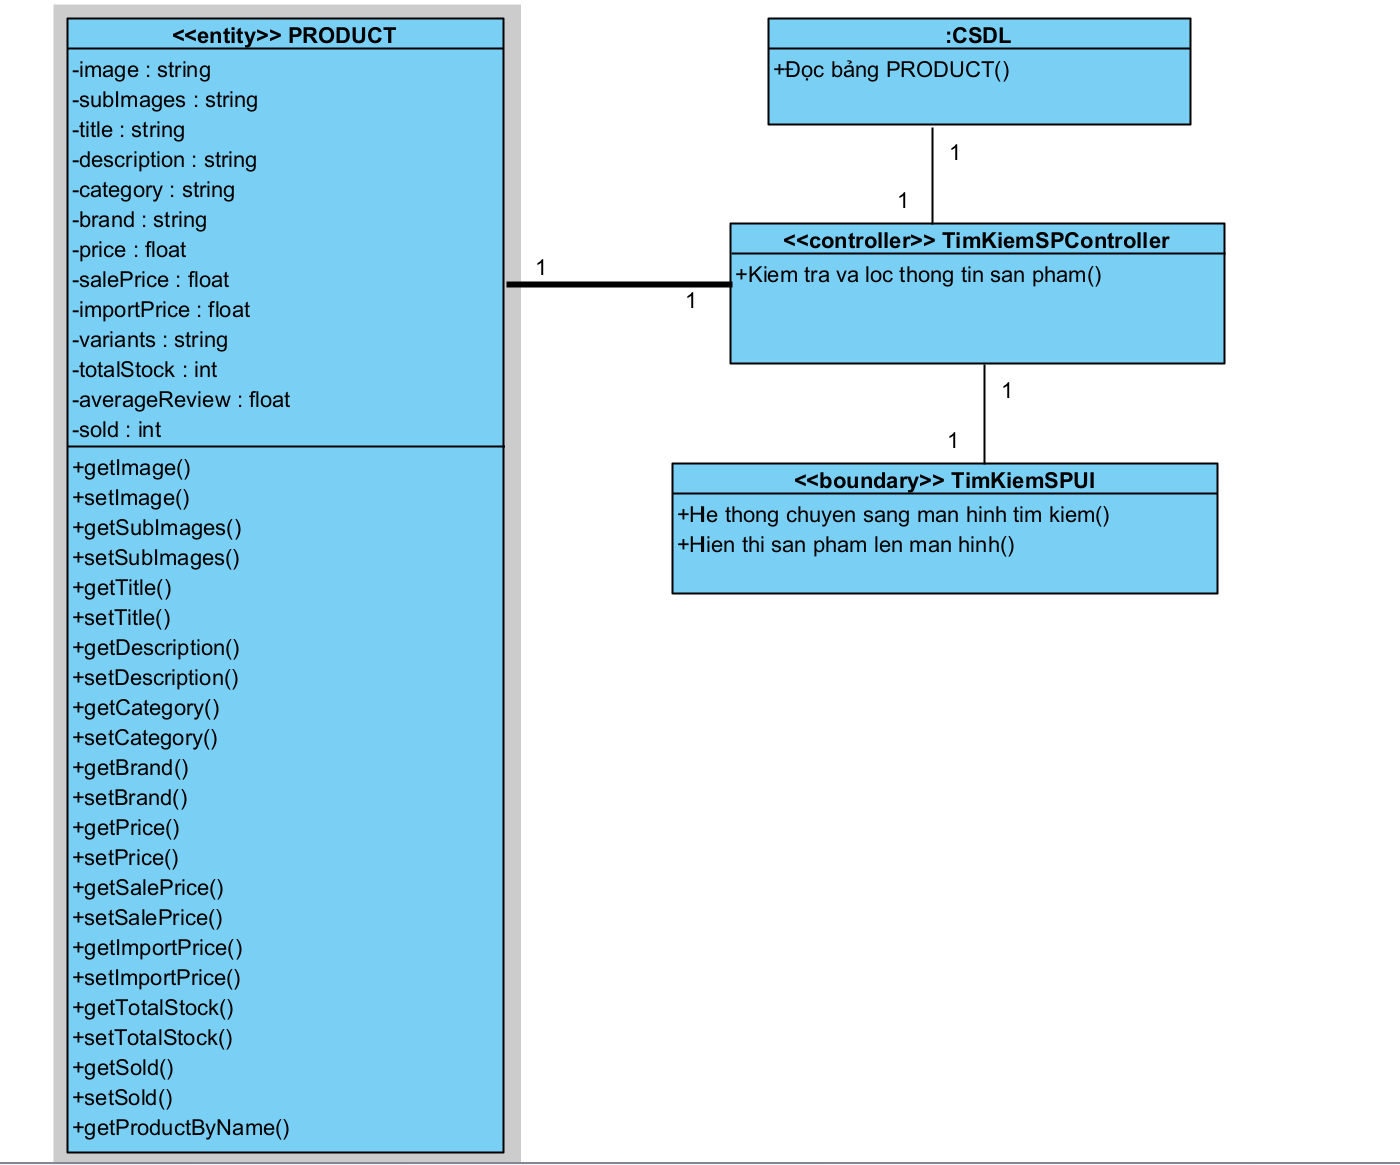 <<entity>> PRODUCT
-image : string
-subImages : string
-title : string
-description : string
-category : string
-brand : string
-price : float
-salePrice : float
-importPrice : float
-variants : string
-totalStock : int
-averageReview : float
-sold : int
+getImage()
+setImage()
+getSubImages()
+setSubImages()
+getTitle()
+setTitle()
+getDescription()
+setDescription()
+getCategory()
+setCategory()
+getBrand()
+setBrand()
+getPrice()
+setPrice()
+getSalePrice()
+setSalePrice()
+getImportPrice()
+setImportPrice()
+getTotalStock()
+setTotalStock()
+getSold()
+setSold()
+getProductByName()
1
1
:CSDL
+Đọc bảng PRODUCT()
1
1
<<controller>> TimKiemSPController
+Kiem tra va loc thong tin san pham()
1
1
<<boundary>> TimKiemSPUI
+He thong chuyen sang man hinh tim kiem()
+Hien thi san pham len man hinh()